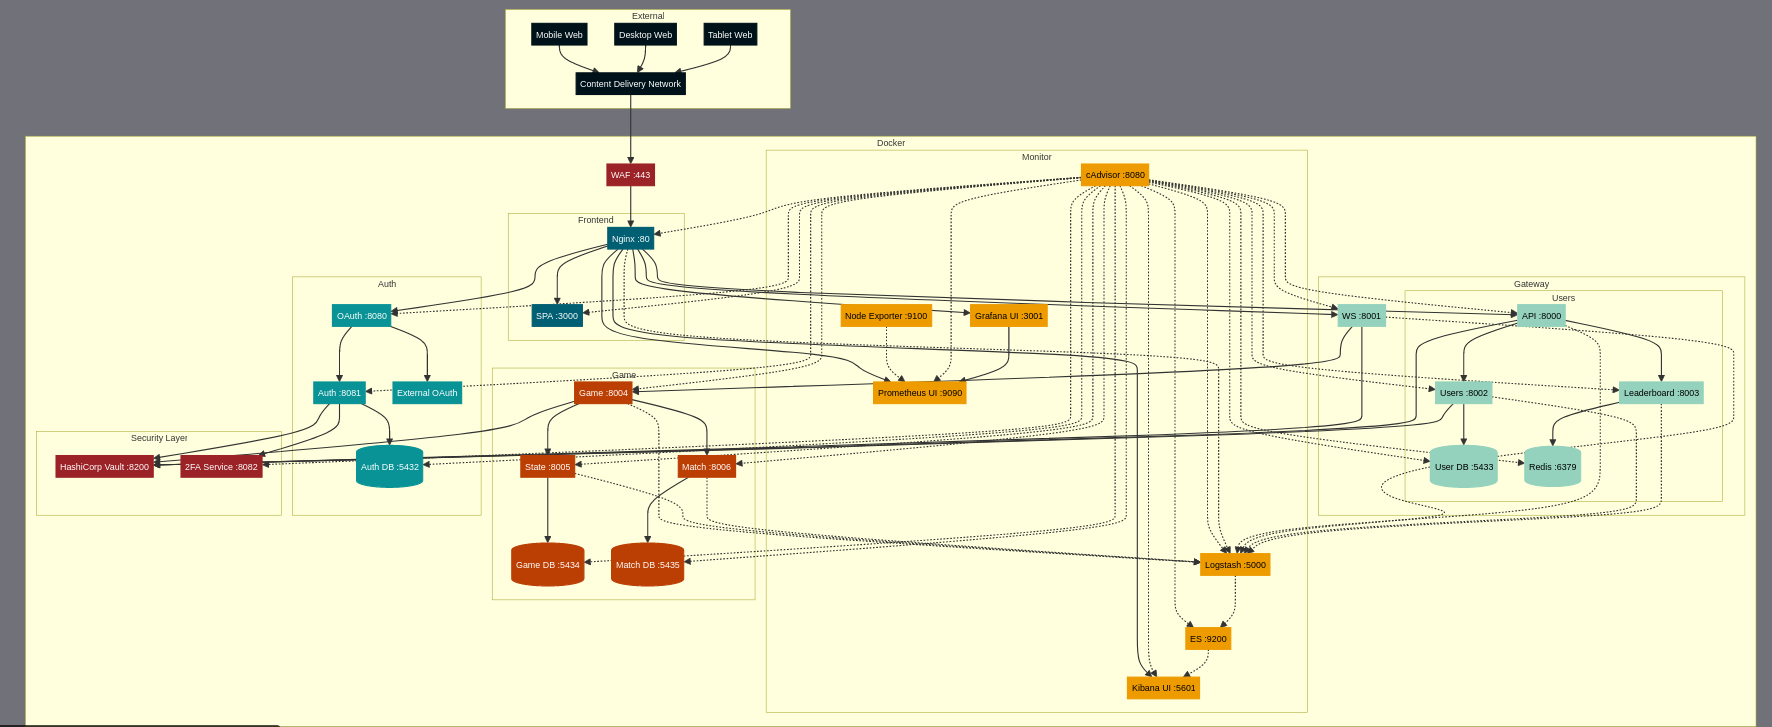 External
Mobile Web
Desktop Web
Tablet Web
Content Delivery Network
Docker
Monitor
WAF :443
cAdvisor :8080
Frontend
Nginx :80
Auth
Gateway
Users
OAuth :8080
SPA :3000
Node Exporter :9100
Grafana UI :3001
WS :8001
API :8000
Game
Auth :8081
External OAuth
Game :8004
Prometheus UI :9090
Users :8002
Leaderboard :8003
Security Layer
HashiCorp Vault :8200
2FA Service :8082
Auth DB :5432
State :8005
Match :8006
User DB :5433
Redis :6379
Game DB :5434
Match DB :5435
Logstash :5000
ES :9200
Kibana UI :5601